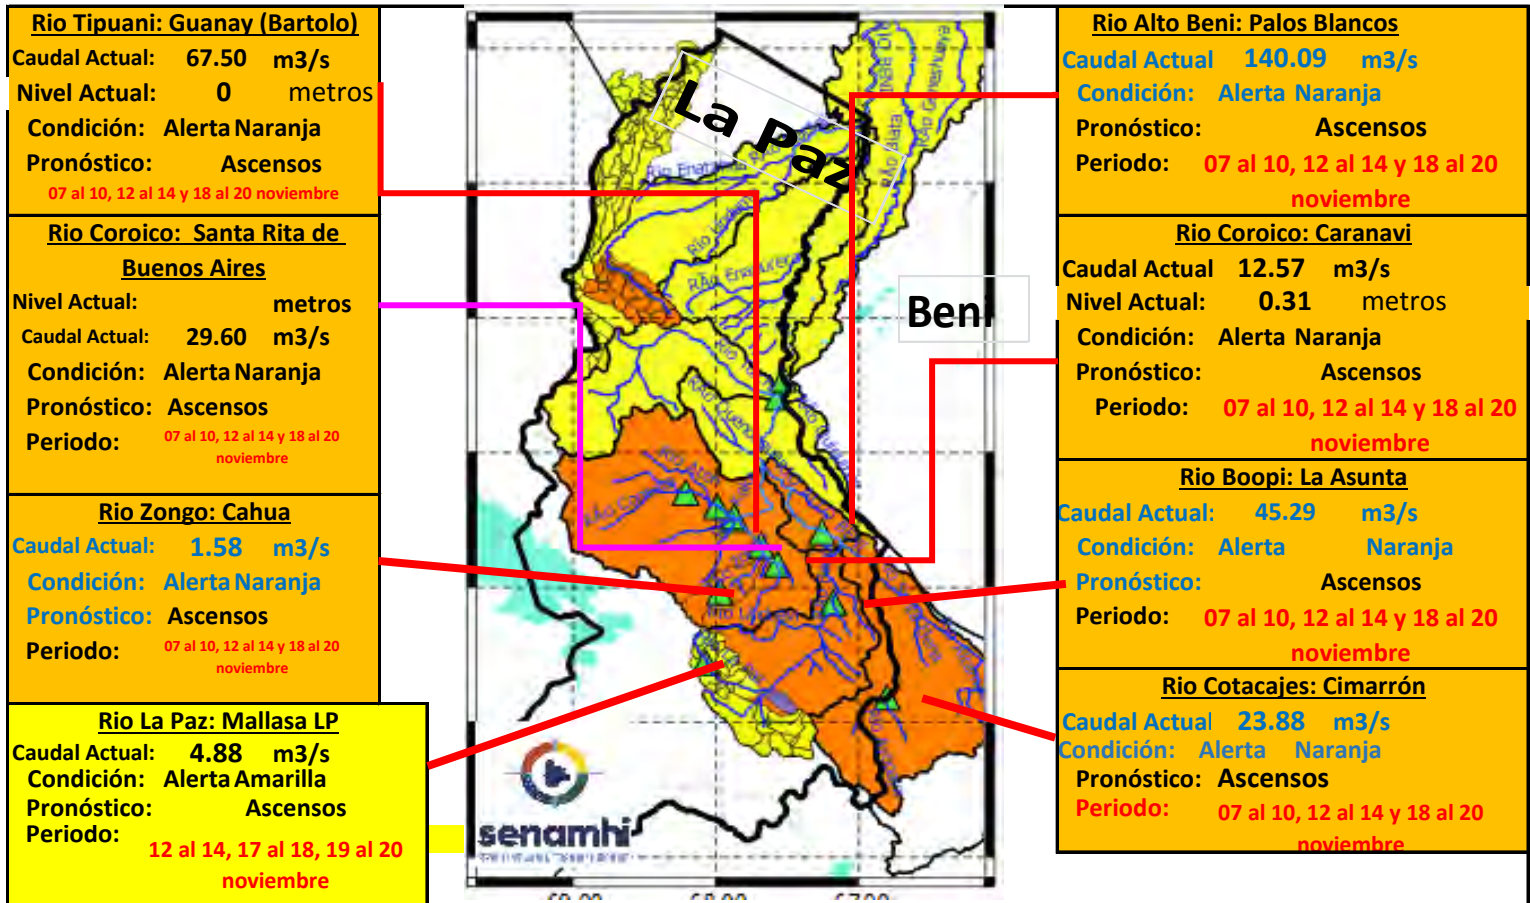 Rio Tipuani: Guanay (Bartolo)
Caudal Actual: 67.50 m3/s
Nivel Actual: 0 metros
Condición: Alerta Naranja
Pronóstico: Ascensos
07 al 10, 12 al 14 y 18 al 20 noviembre
Rio Coroico: Santa Rita de
Buenos Aires
Nivel Actual: metros
Caudal Actual: 29.60 m3/s
Condición: Alerta Naranja
Pronóstico: Ascensos
Periodo: 07 al 10, 12 al 14 y 18 al 20
noviembre
Rio Zongo: Cahua
Caudal Actual: 1.58 m3/s
Condición: Alerta Naranja
Pronóstico: Ascensos
Periodo: 07 al 10, 12 al 14 y 18 al 20
noviembre
Rio La Paz: Mallasa LP
Caudal Actual: 4.88 m3/s
Condición: Alerta Amarilla
Pronóstico: Ascensos
Periodo:
12 al 14, 17 al 18, 19 al 20
noviembre
La Paz
Beni
senamhi
Rio Alto Beni: Palos Blancos
Caudal Actual 140.09 m3/s
Condición: Alerta Naranja
Pronóstico: Ascensos
Periodo: 07 al 10, 12 al 14 y 18 al 20
noviembre
Rio Coroico: Caranavi
Caudal Actual 12.57 m3/s
Nivel Actual: 0.31 metros
Condición: Alerta Naranja
Pronóstico: Ascensos
Periodo: 07 al 10, 12 al 14 y 18 al 20
noviembre
Rio Boopi: La Asunta
Caudal Actual: 45.29 m3/s
Condición: Alerta Naranja
Pronóstico: Ascensos
Periodo: 07 al 10, 12 al 14 y 18 al 20
noviembre
Rio Cotacajes: Cimarrón
Caudal Actual 23.88 m3/s
Condición: Alerta Naranja
Pronóstico: Ascensos
Periodo: 07 al 10, 12 al 14 y 18 al 20
noviembre